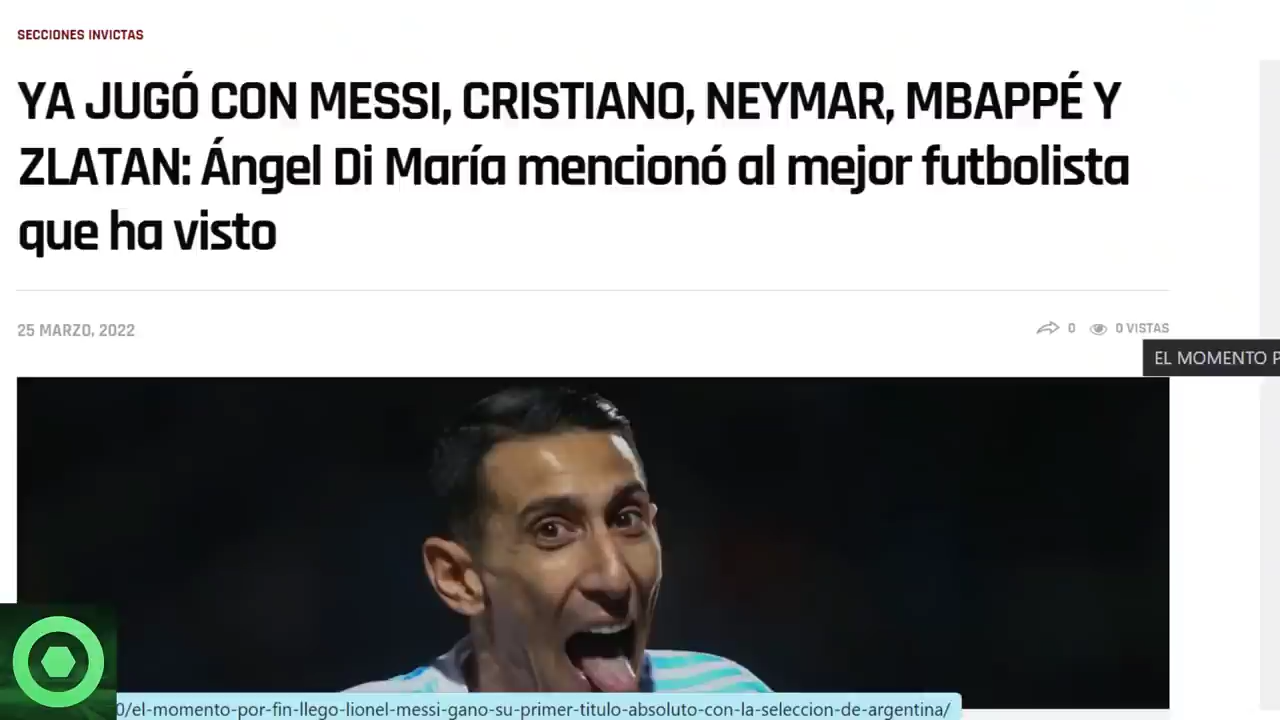 SECCIONES INVICTAS
YA JUGÓ CON MESSI, CRISTIANO, NEYMAR, MBAPPÉ Y
ZLATAN: Ángel Di María mencionó al mejor futbolista
que ha visto
25 MARZO, 2022
0
0 VISTAS
EL MOMENTO P
0/el-momento-por-fin-llego-lionel-messi-gano-su-primer-titulo-absoluto-con-la-seleccion-de-argentina/